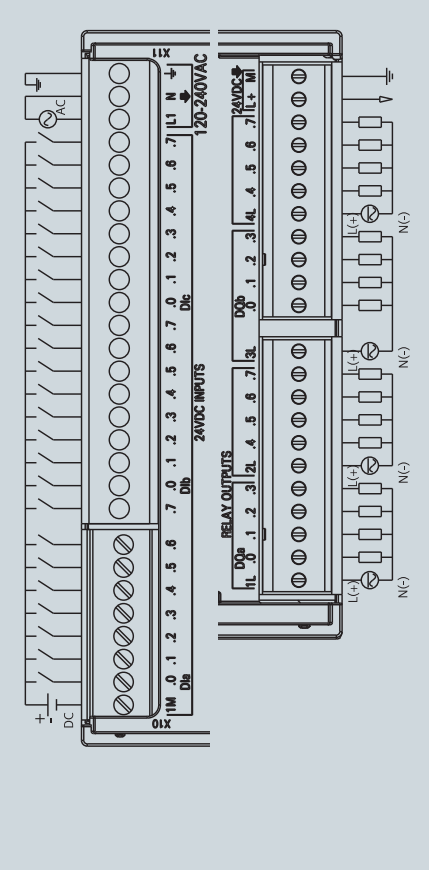 + - DC
AC
X10
X11
1M .0 .1 .2 .3 .4 .5 .6 .7 .0 .1 .2 .3 .4 .5 .6 .7 .0 .1 .2 .3 .4 .5 .6 .7 L1 N
DIa DIb DIc
24VDC INPUTS
120-240VAC
RELAY OUTPUTS
DQa DQb 24VDC
1L .0 .1 .2 .3 2L .4 .5 .6 .7 3L .0 .1 .2 .3 4L .4 .5 .6 .7 L+ M
L(+) L(+) L(+) L(+)
N(-) N(-) N(-) N(-)